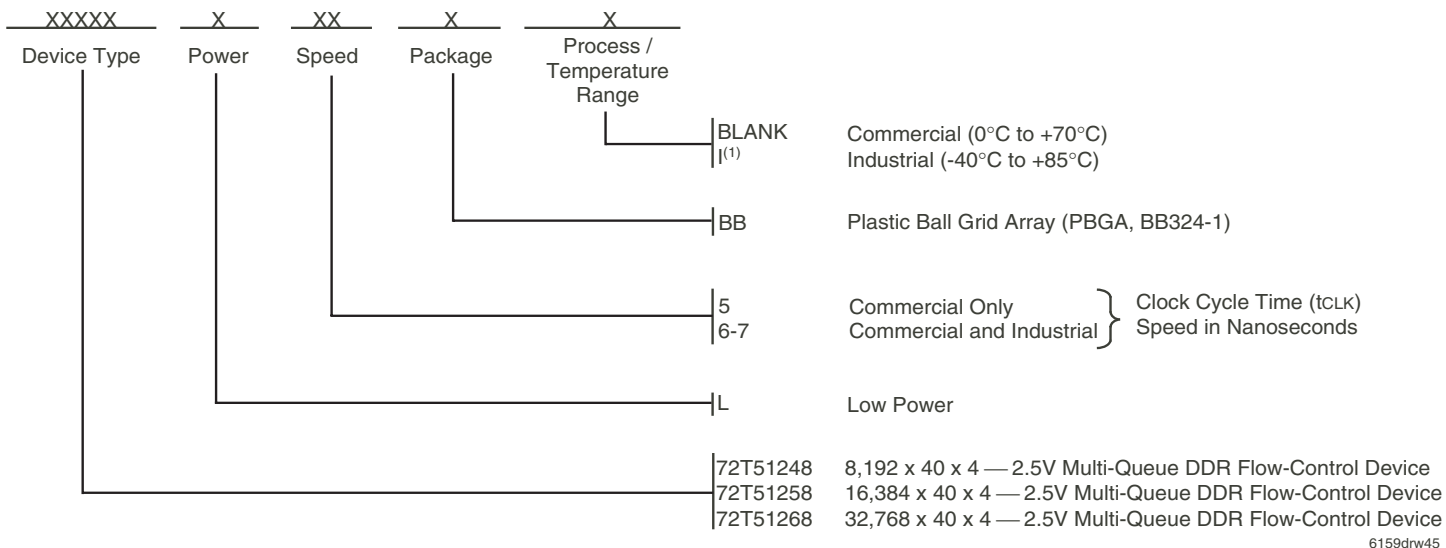 XXXXX X XX X X
Device Type Power Speed Package Process /
Temperature
Range
BLANK Commercial (0°C to +70°C)
I(1) Industrial (-40°C to +85°C)
BB Plastic Ball Grid Array (PBGA, BB324-1)
5 Commercial Only Clock Cycle Time (tCLK)
6-7 Commercial and Industrial Speed in Nanoseconds
L Low Power
72T51248 8,192 x 40 x 4 — 2.5V Multi-Queue DDR Flow-Control Device
72T51258 16,384 x 40 x 4 — 2.5V Multi-Queue DDR Flow-Control Device
72T51268 32,768 x 40 x 4 — 2.5V Multi-Queue DDR Flow-Control Device
6159drw45